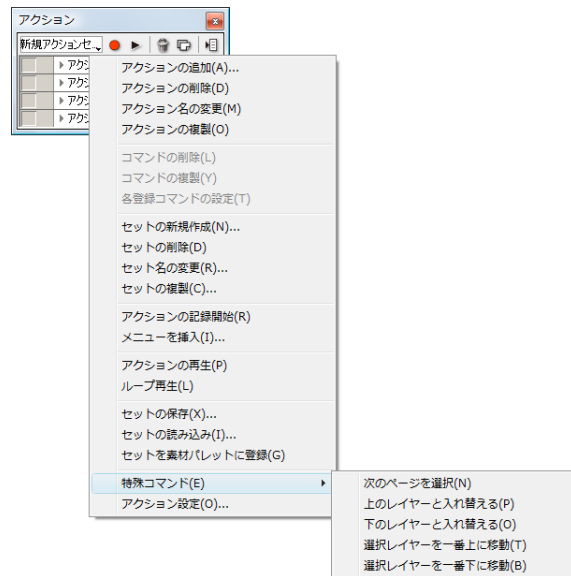 アクション
新規アクションセ...
アク
アク
アク
アク
アクションの追加(A)...
アクションの削除(D)
アクション名の変更(M)
アクションの複製(O)
コマンドの削除(L)
コマンドの複製(Y)
各登録コマンドの設定(T)
セットの新規作成(N)...
セットの削除(D)
セット名の変更(R)...
セットの複製(C)...
アクションの記録開始(R)
メニューを挿入(I)...
アクションの再生(P)
ループ再生(L)
セットの保存(X)...
セットの読み込み(I)...
セットを素材パレットに登録(G)
特殊コマンド(E)
アクション設定(O)...
次のページを選択(N)
上のレイヤーと入れ替える(P)
下のレイヤーと入れ替える(O)
選択レイヤーを一番上に移動(T)
選択レイヤーを一番下に移動(B)